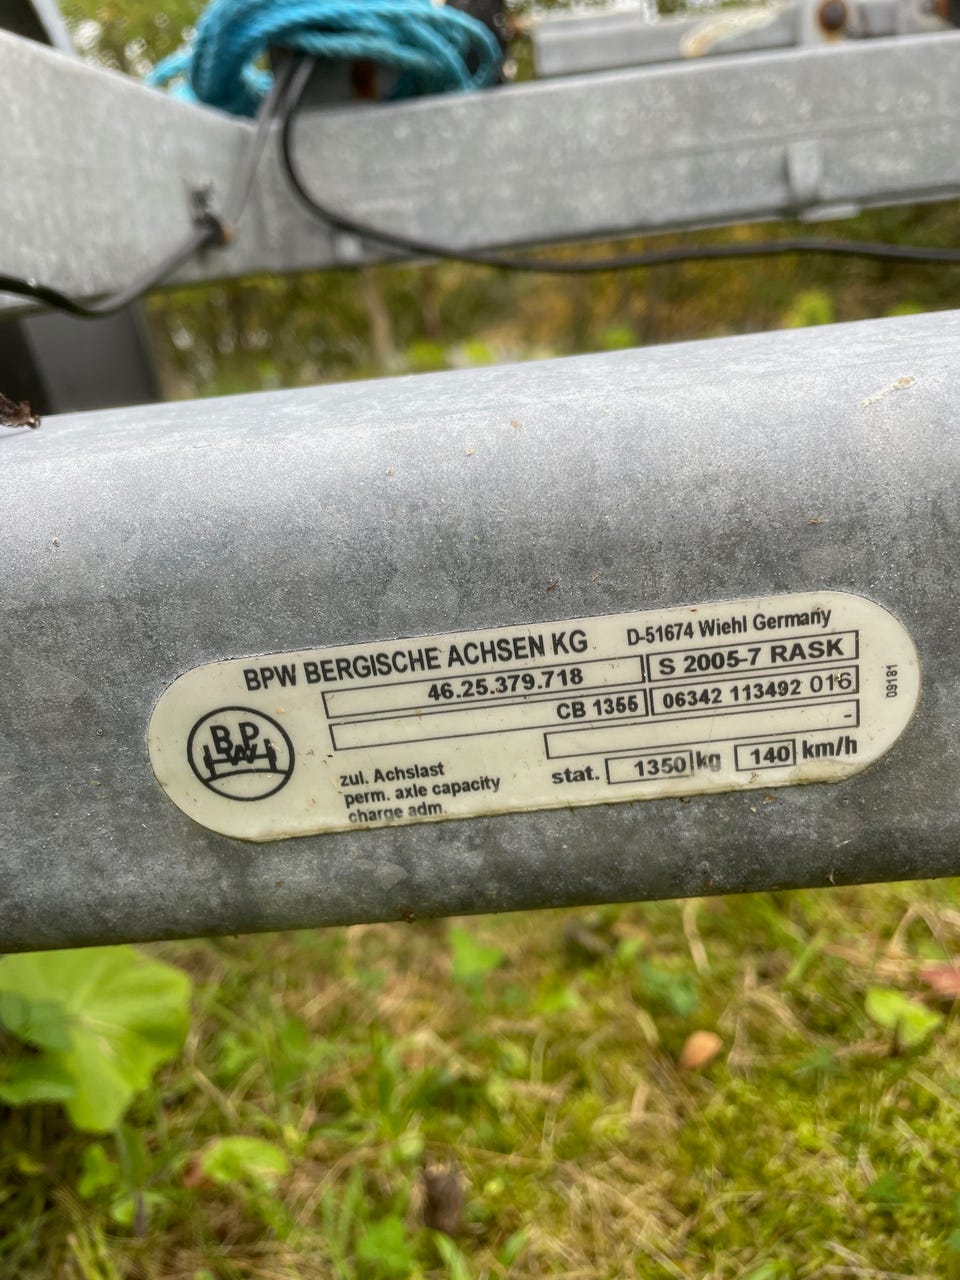 BPW BERGISCHE ACHSEN KG D-51674 Wiehl Germany
46.25.379.718 S 2005-7 RASK
CB 1355 06342 113492 016
-
zul. Achslast
perm. axle capacity stat. 1350 kg 140 km/h
charge adm.
BPW
09181